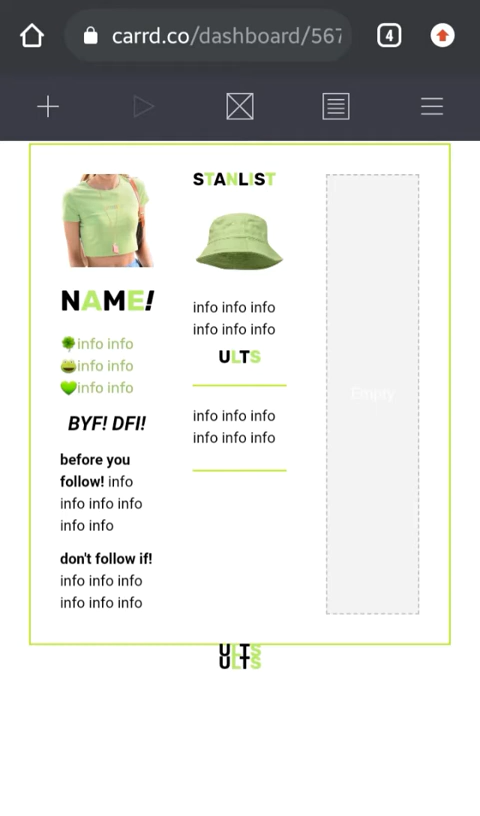 carrd.co/dashboard/567
4
STANLIST
NAME!
info info info
info info info
ULTS
🍀info info
🐸info info
💚info info
info info info
info info info
BYF! DFI!
before you
follow! info
info info info
info info
don't follow if!
info info info
info info info
Empty
ULTS
ULTS